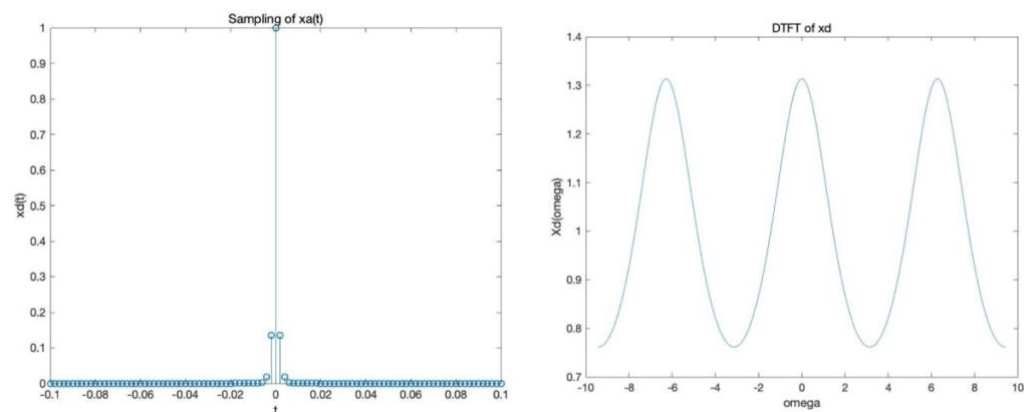 Sampling of xa(t)
1
0.9
0.8
0.7
0.6
0.5
0.4
0.3
0.2
0.1
0
xd(t)
-0.1 -0.08 -0.06 -0.04 -0.02 0 0.02 0.04 0.06 0.08 0.1
t
DTFT of xd
1.4
1.3
1.2
1.1
1
0.9
0.8
0.7
Xd(omega)
-10 -8 -6 -4 -2 0 2 4 6 8 10
omega